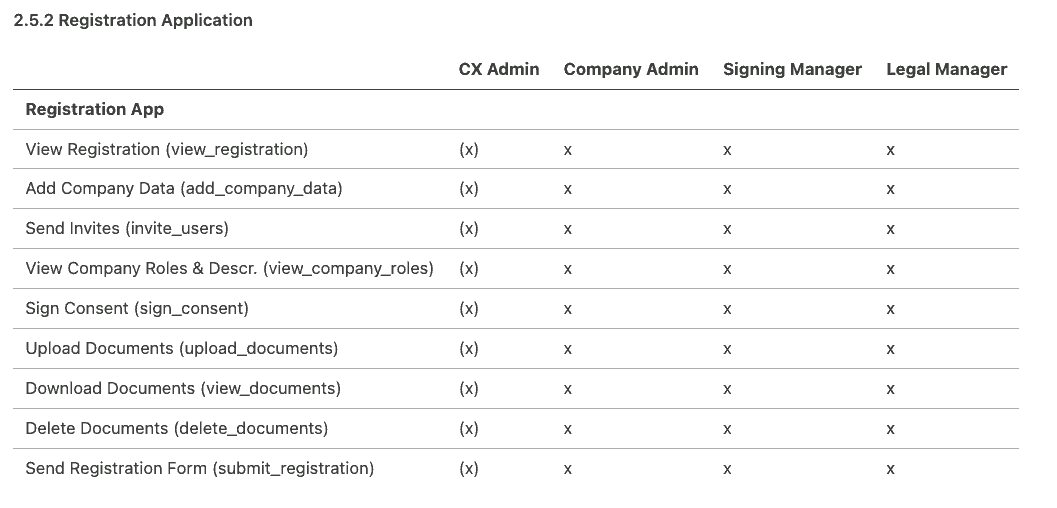 2.5.2 Registration Application
CX Admin Company Admin Signing Manager Legal Manager
Registration App
View Registration (view_registration) (x) x x x
Add Company Data (add_company_data) (x) x x x
Send Invites (invite_users) (x) x x x
View Company Roles & Descr. (view_company_roles) (x) x x x
Sign Consent (sign_consent) (x) x x x
Upload Documents (upload_documents) (x) x x x
Download Documents (view_documents) (x) x x x
Delete Documents (delete_documents) (x) x x x
Send Registration Form (submit_registration) (x) x x x